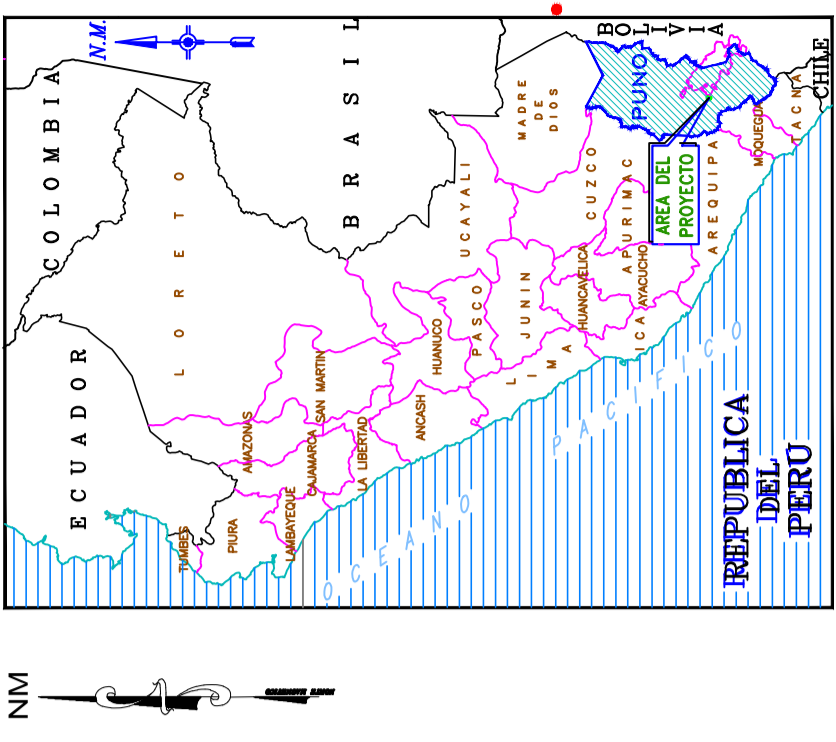 N.M.
COLOMBIA
ECUADOR
BRASIL
BOLIVIA
CHILE
LORETO
TUMBES
PIURA
AMAZONAS
LAMBAYEQUE
CAJAMARCA
SAN MARTIN
LA LIBERTAD
ANCASH
HUANUCO
UCAYALI
PASCO
JUNIN
LIMA
MADRE
DE
DIOS
CUZCO
HUANCAVELICA
APURIMAC
AYACUCHO
ICA
PUNO
AREA DEL
PROYECTO
AREQUIPA
MOQUEGUA
TACNA
OCEANO PACIFICO
REPUBLICA
DEL
PERU
NM